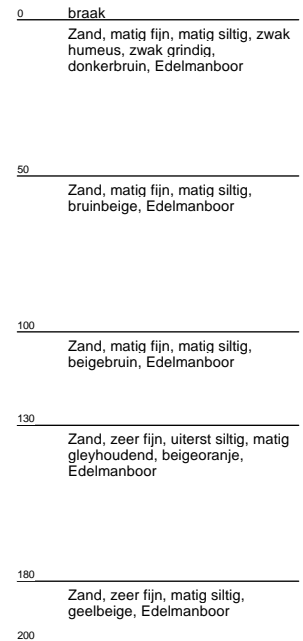 0 braak
Zand, matig fijn, matig siltig, zwak
humeus, zwak grindig,
donkerbruin, Edelmanboor
50
Zand, matig fijn, matig siltig,
bruinbeige, Edelmanboor
100
Zand, matig fijn, matig siltig,
beigebruin, Edelmanboor
130
Zand, zeer fijn, uiterst siltig, matig
gleyhoudend, beigeoranje,
Edelmanboor
180
Zand, zeer fijn, matig siltig,
geelbeige, Edelmanboor
200